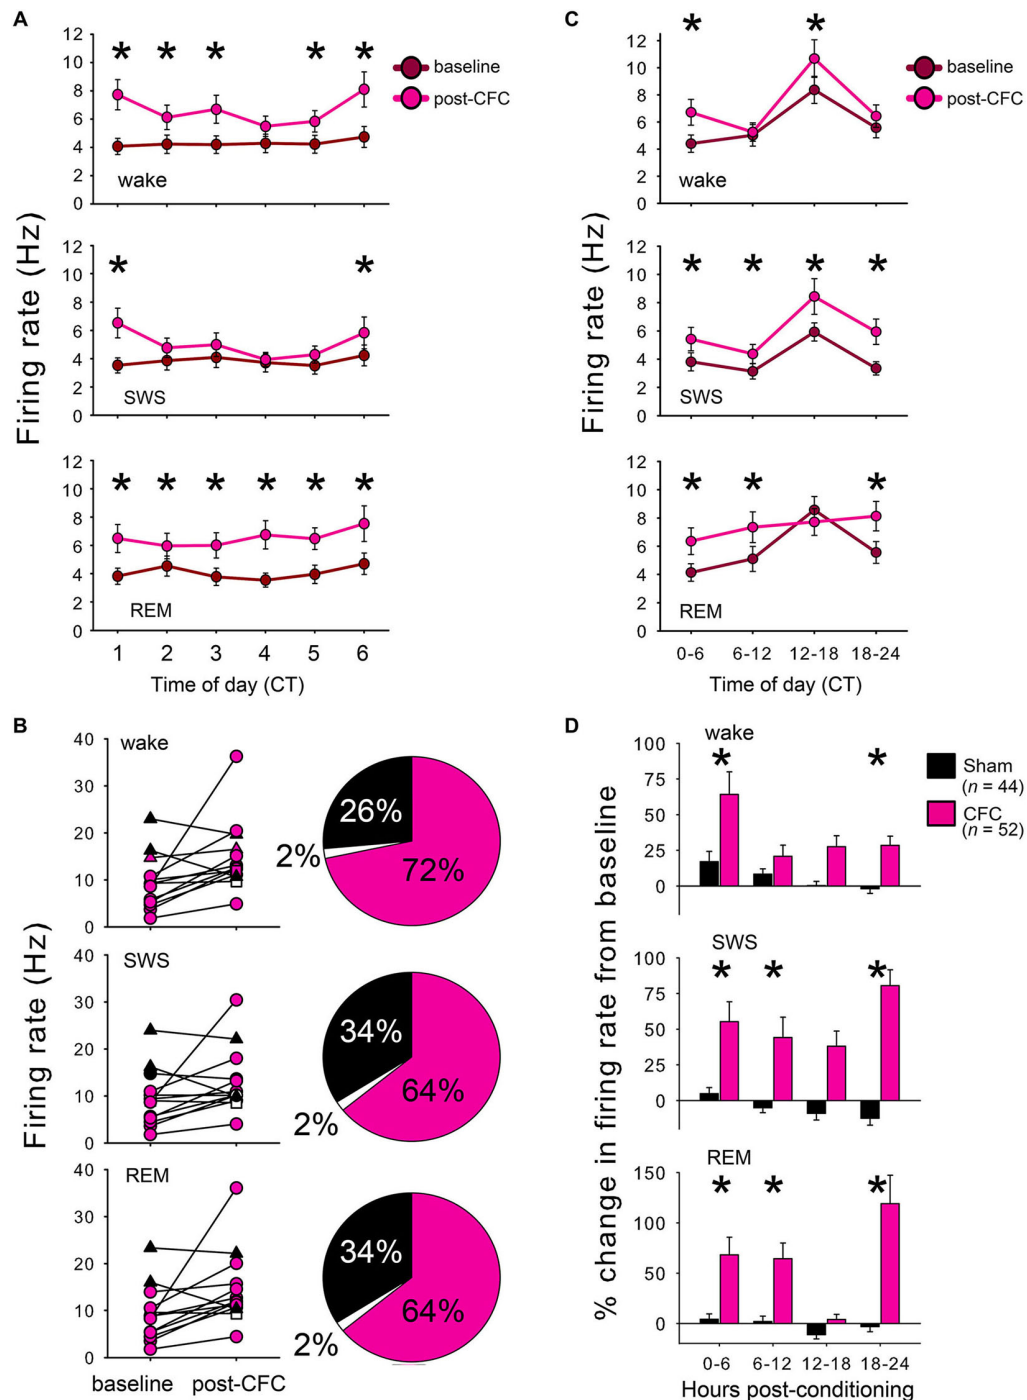 A
Firing rate (Hz)
12
10
8
6
4
2
0
* * * * *
baseline
post-CFC
wake
12
10
8
6
4
2
0
* *
SWS
12
10
8
6
4
2
0
* * * * * *
REM
1 2 3 4 5 6
Time of day (CT)
C
Firing rate (Hz)
12
10
8
6
4
2
0
* *
baseline
post-CFC
wake
12
10
8
6
4
2
0
* * * *
SWS
12
10
8
6
4
2
0
* * *
REM
0-6 6-12 12-18 18-24
Time of day (CT)
B
Firing rate (Hz)
40
30
20
10
0
wake
26%
2%
72%
40
30
20
10
0
SWS
34%
2%
64%
40
30
20
10
0
REM
34%
2%
64%
baseline post-CFC
D
% change in firing rate from baseline
wake
100
75
50
25
0
* *
Sham
(n = 44)
CFC
(n = 52)
SWS
100
75
50
25
0
* * *
REM
150
100
50
0
* * *
0-6 6-12 12-18 18-24
Hours post-conditioning